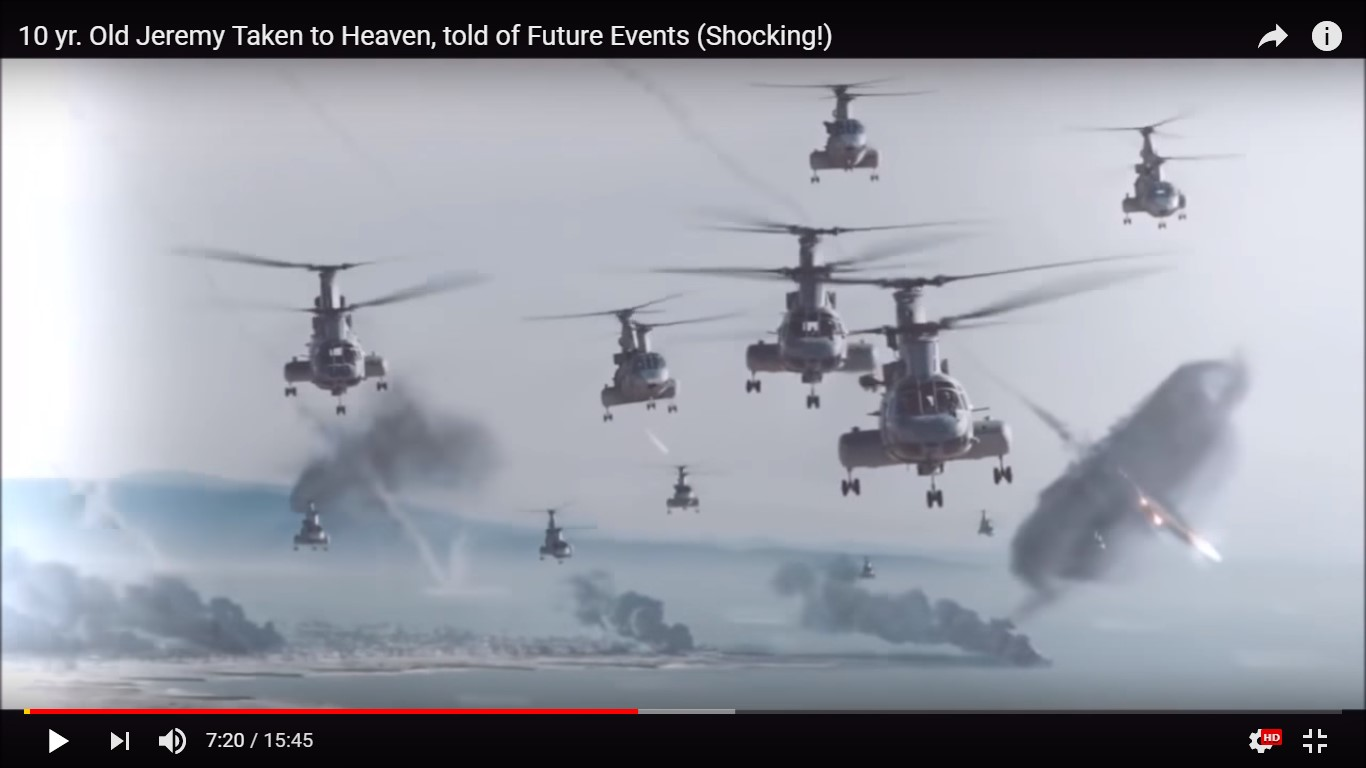 10 yr. Old Jeremy Taken to Heaven, told of Future Events (Shocking!)
7:20 / 15:45
HD